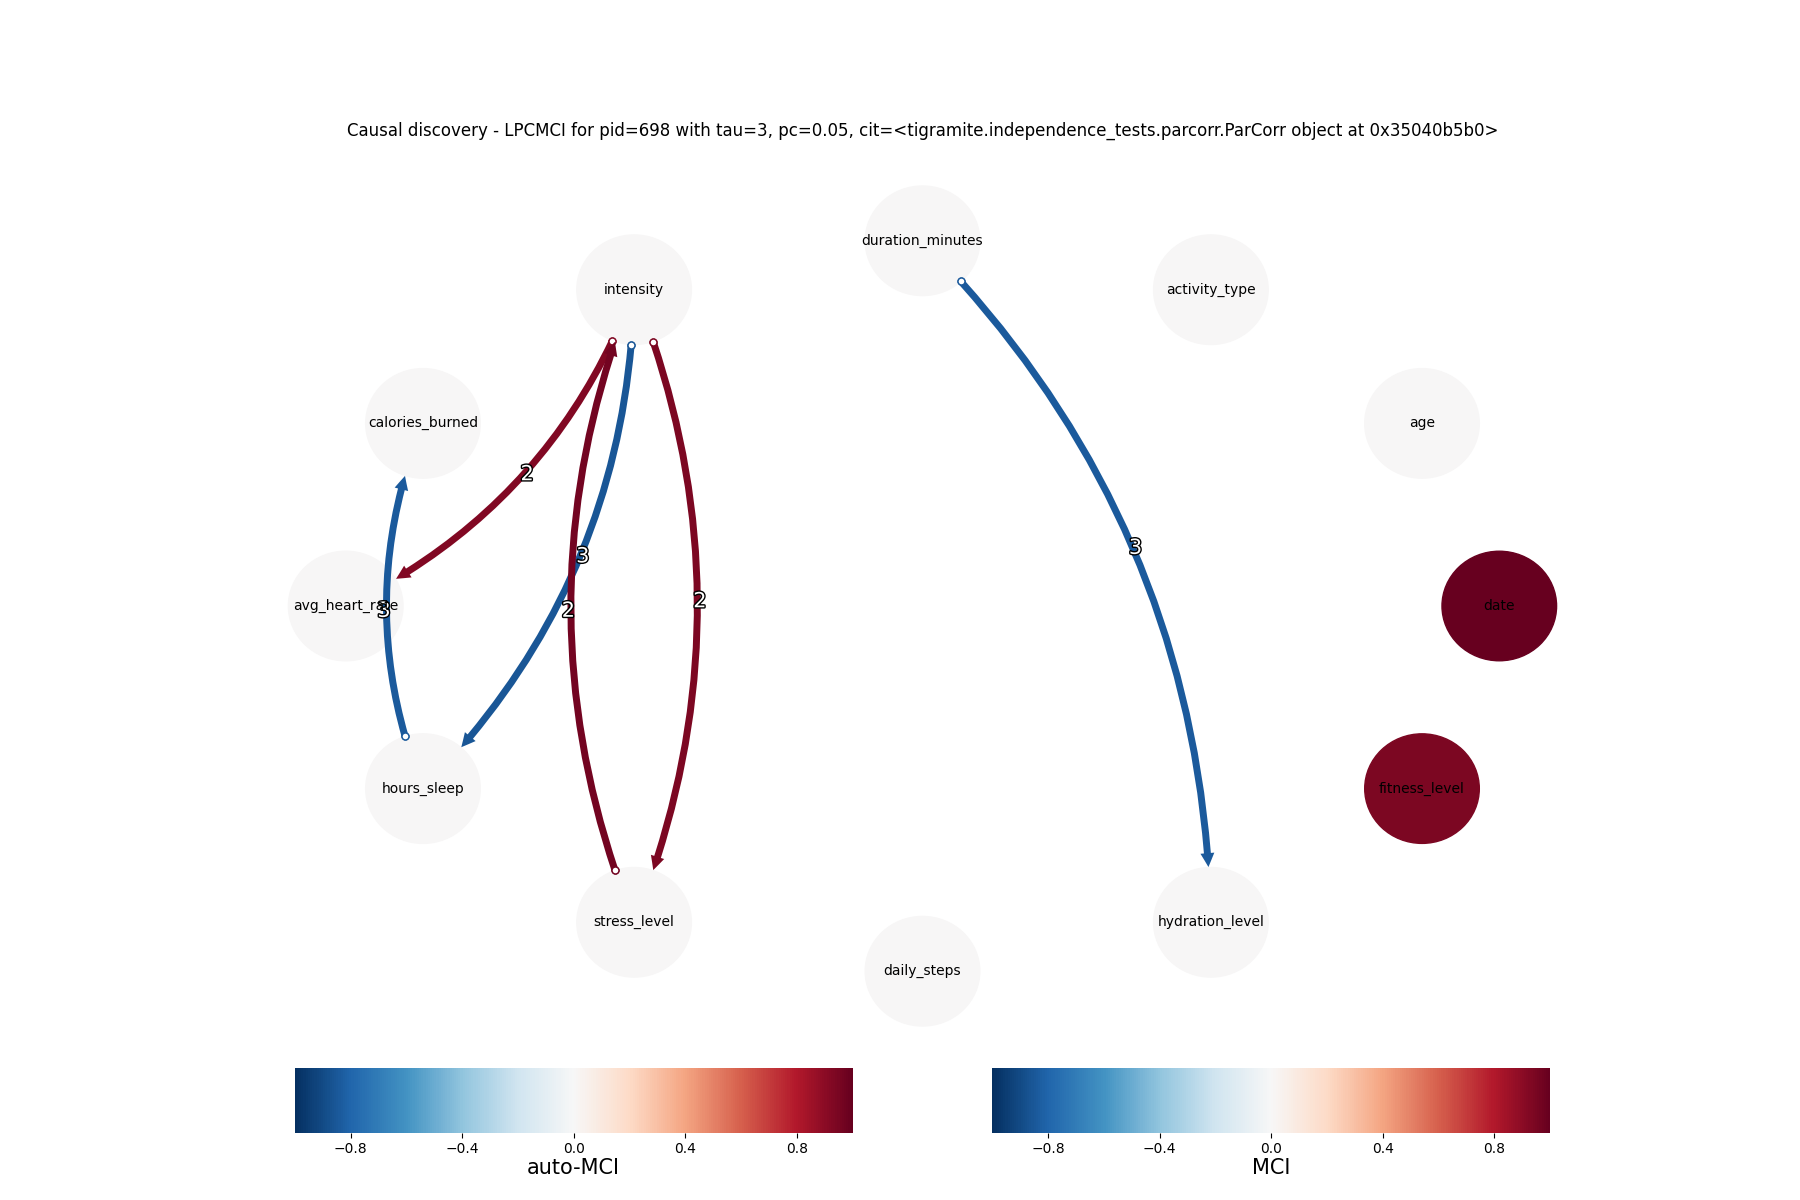 Causal discovery - LPCMCI for pid=698 with tau=3, pc=0.05, cit=<tigramite.independence_tests.parcorr.ParCorr object at 0x35040b5b0>
duration_minutes
intensity
activity_type
calories_burned
age
2
3
3
2
avg_heart_rate
3
2
date
hours_sleep
fitness_level
stress_level
hydration_level
daily_steps
−0.8 −0.4 0.0 0.4 0.8
auto-MCI
−0.8 −0.4 0.0 0.4 0.8
MCI